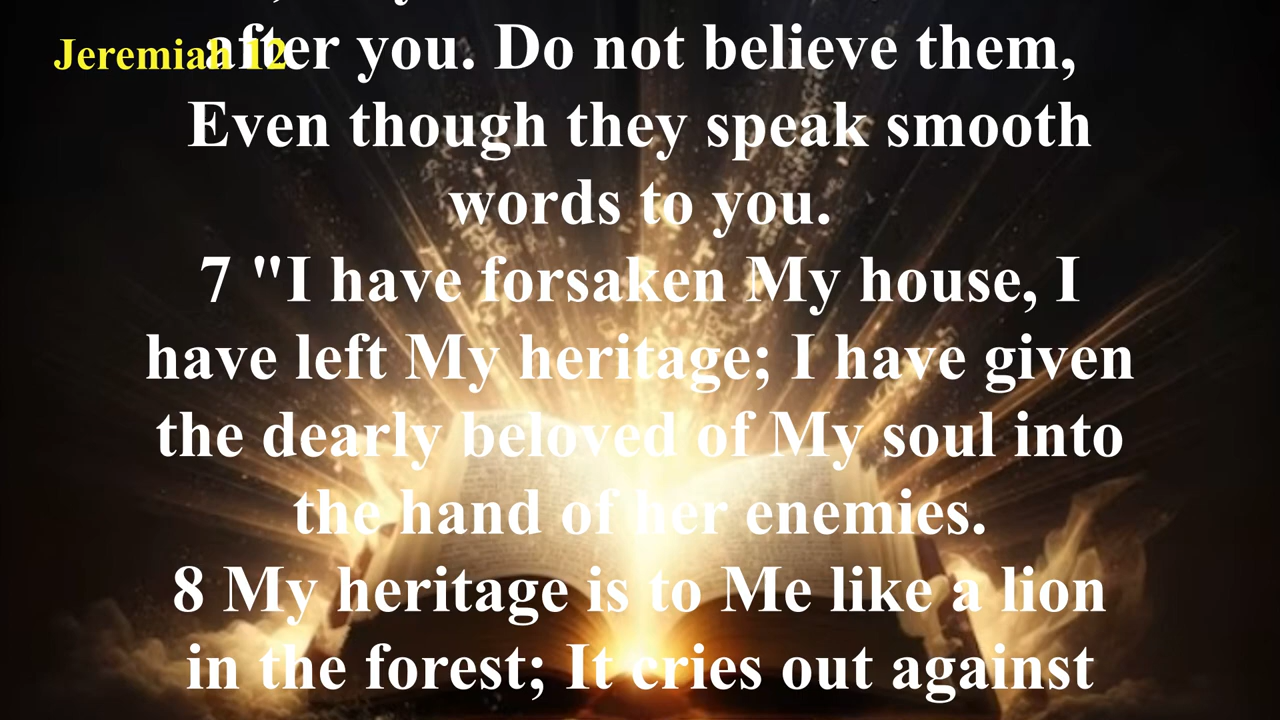 Jeremiah 12
after you. Do not believe them,
Even though they speak smooth
words to you.
7 "I have forsaken My house, I
have left My heritage; I have given
the dearly beloved of My soul into
the hand of her enemies.
8 My heritage is to Me like a lion
in the forest; It cries out against